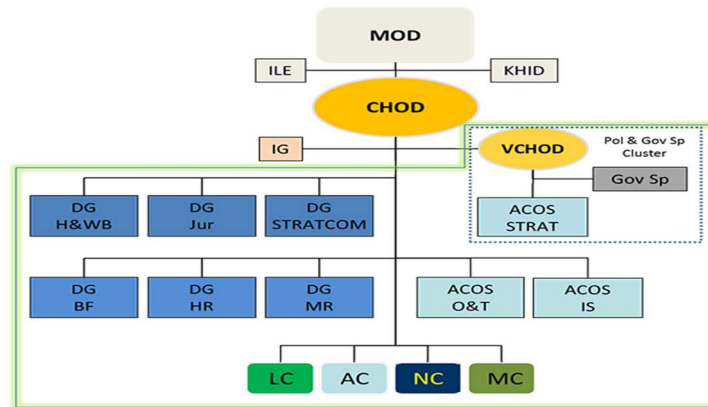 MOD
ILE
KHID
CHOD
IG
VCHOD
Pol & Gov Sp
Cluster
Gov Sp
ACOS
STRAT
DG
H&WB
DG
Jur
DG
STRATCOM
DG
BF
DG
HR
DG
MR
ACOS
O&T
ACOS
IS
LC
AC
NC
MC